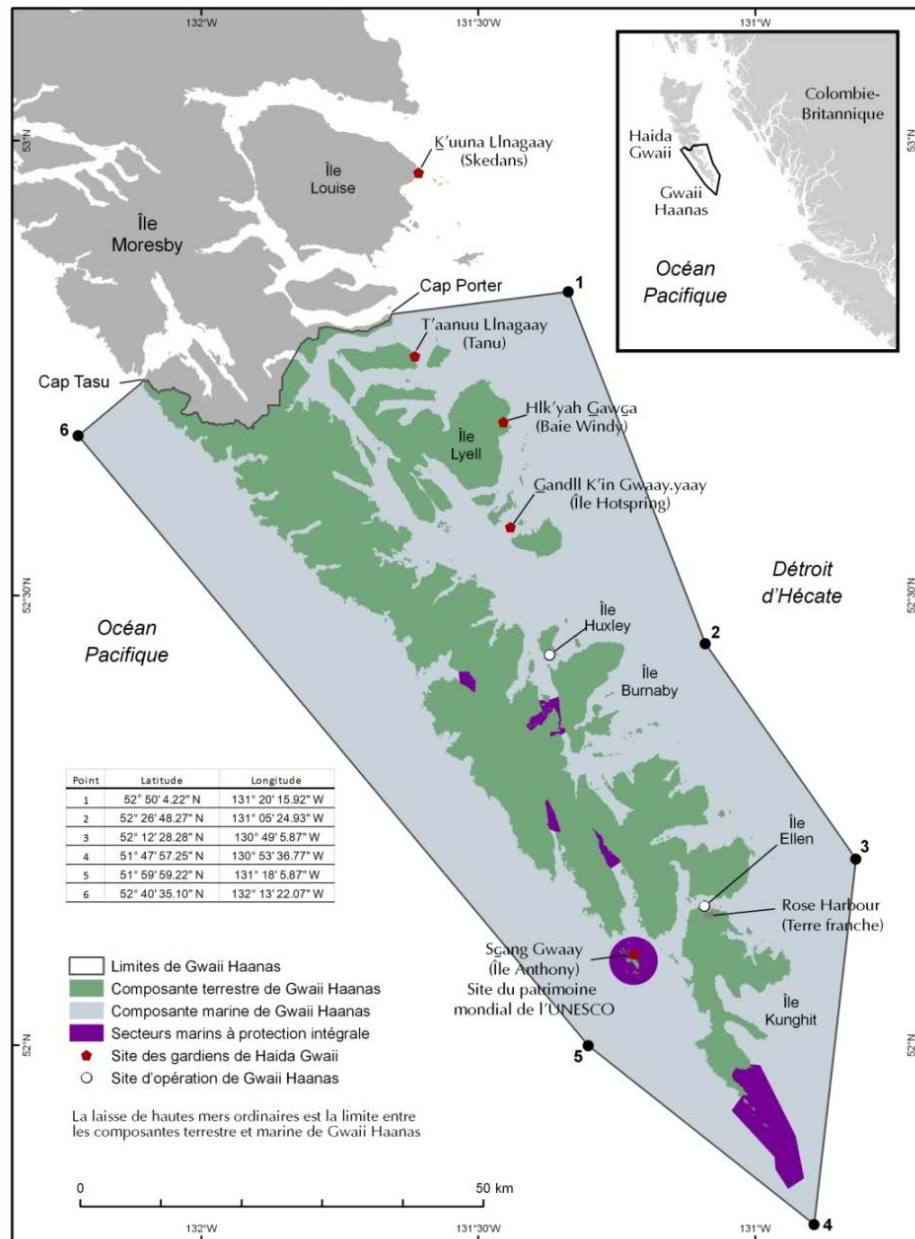 132°W
131°30'W
131°W
53°N
53°N
Colombie-
Britannique
Haida
Gwaii
Gwaii
Haanas
Océan
Pacifique
K̲'uuna Llnagaay
(Skedans)
Île
Louise
Île
Moresby
Cap Porter
1
T'aanuu Llnagaay
(Tanu)
Cap Tasu
6
Hlk'yah G̲awG̲a
(Baie Windy)
Île
Lyell
G̲andll K'in Gwaay.yaay
(Île Hotspring)
52°30'N
52°30'N
Détroit
d'Hécate
Océan
Pacifique
Île
Huxley
2
Île
Burnaby
Point Latitude Longitude
1 52° 50' 4.22" N 131° 20' 15.92" W
2 52° 26' 48.27" N 131° 05' 24.93" W
3 52° 12' 28.28" N 130° 49' 5.87" W
4 51° 47' 57.25" N 130° 53' 36.77" W
5 51° 59' 59.22" N 131° 18' 5.87" W
6 52° 40' 35.10" N 132° 13' 22.07" W
Île
Ellen
3
Rose Harbour
(Terre franche)
SG̲ang Gwaay
(Île Anthony)
Site du patrimoine
mondial de l'UNESCO
Île
Kunghit
52°N
52°N
5
Limites de Gwaii Haanas
Composante terrestre de Gwaii Haanas
Composante marine de Gwaii Haanas
Secteurs marins à protection intégrale
Site des gardiens de Haida Gwaii
Site d'opération de Gwaii Haanas
La laisse de hautes mers ordinaires est la limite entre
les composantes terrestre et marine de Gwaii Haanas
0 50 km
4
132°W
131°30'W
131°W